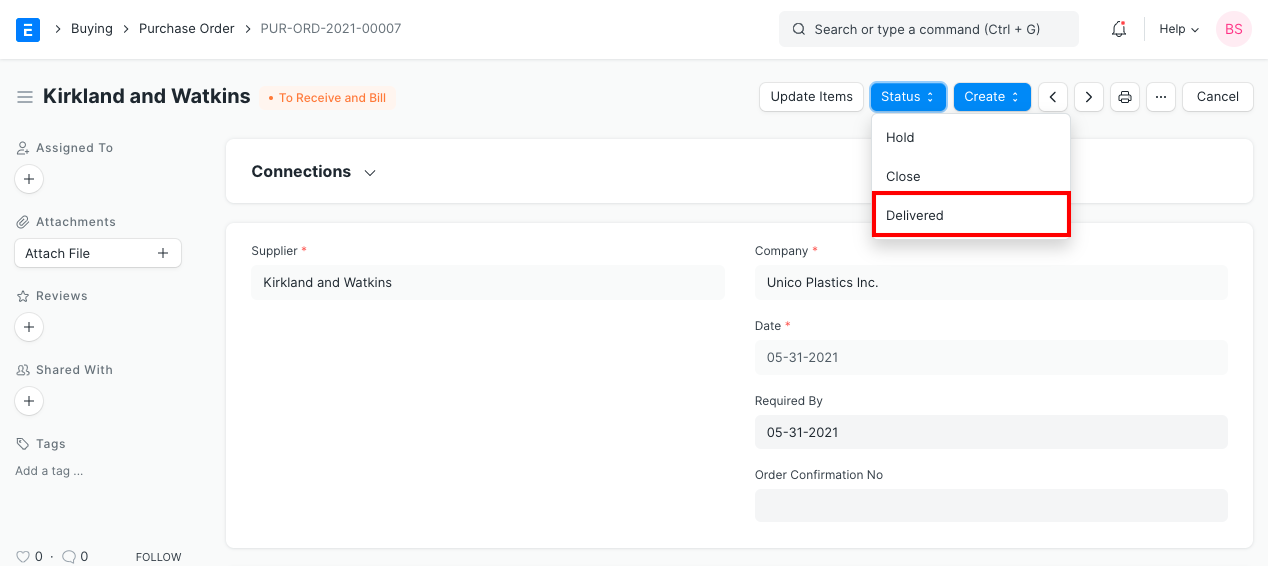 E Buying Purchase Order PUR-ORD-2021-00007 Search or type a command (Ctrl + G) Help BS
Kirkland and Watkins • To Receive and Bill Update Items Status Create ... Cancel
Hold
Close
Delivered
Assigned To
+
Attachments
Attach File +
Reviews
+
Shared With
+
Tags
Add a tag ...
0 · 0 FOLLOW
Connections
Supplier *
Kirkland and Watkins
Company *
Unico Plastics Inc.
Date *
05-31-2021
Required By
05-31-2021
Order Confirmation No